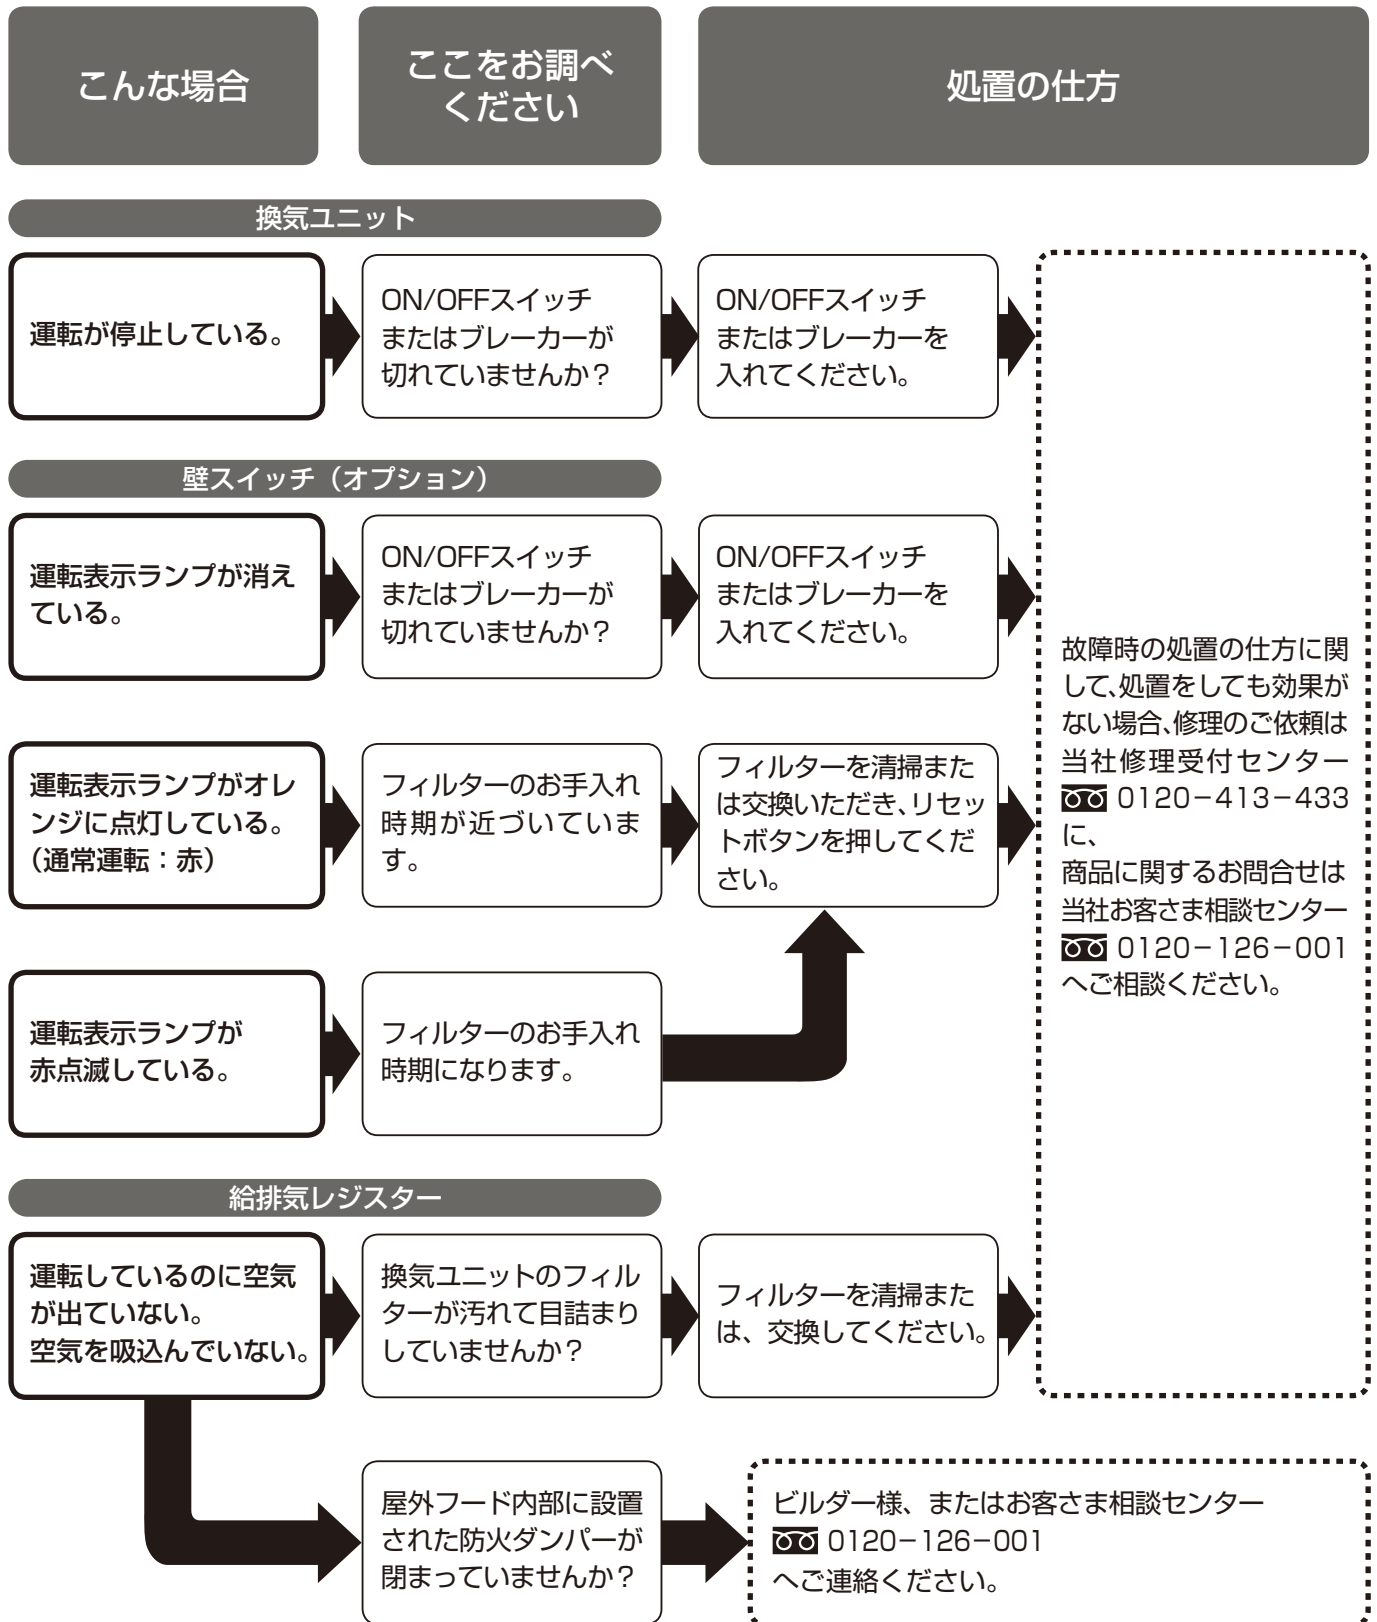 こんな場合
ここをお調べ
ください
処置の仕方
換気ユニット
運転が停止している。
ON/OFFスイッチ
またはブレーカーが
切れていませんか？
ON/OFFスイッチ
またはブレーカーを
入れてください。
壁スイッチ（オプション）
運転表示ランプが消え
ている。
ON/OFFスイッチ
またはブレーカーが
切れていませんか？
ON/OFFスイッチ
またはブレーカーを
入れてください。
運転表示ランプがオレ
ンジに点灯している。
（通常運転：赤）
フィルターのお手入れ
時期が近づいていま
す。
フィルターを清掃また
は交換いただき、リセッ
トボタンを押してくだ
さい。
運転表示ランプが
赤点滅している。
フィルターのお手入れ
時期になります。
故障時の処置の仕方に関
して、処置をしても効果が
ない場合、修理のご依頼は
当社修理受付センター
0120−413−433
に、
商品に関するお問合せは
当社お客さま相談センター
0120−126−001
へご相談ください。
給排気レジスター
運転しているのに空気
が出ていない。
空気を吸込んでいない。
換気ユニットのフィル
ターが汚れて目詰まり
していませんか？
フィルターを清掃また
は、交換してください。
屋外フード内部に設置
された防火ダンパーが
閉まっていませんか？
ビルダー様、またはお客さま相談センター
0120−126−001
へご連絡ください。